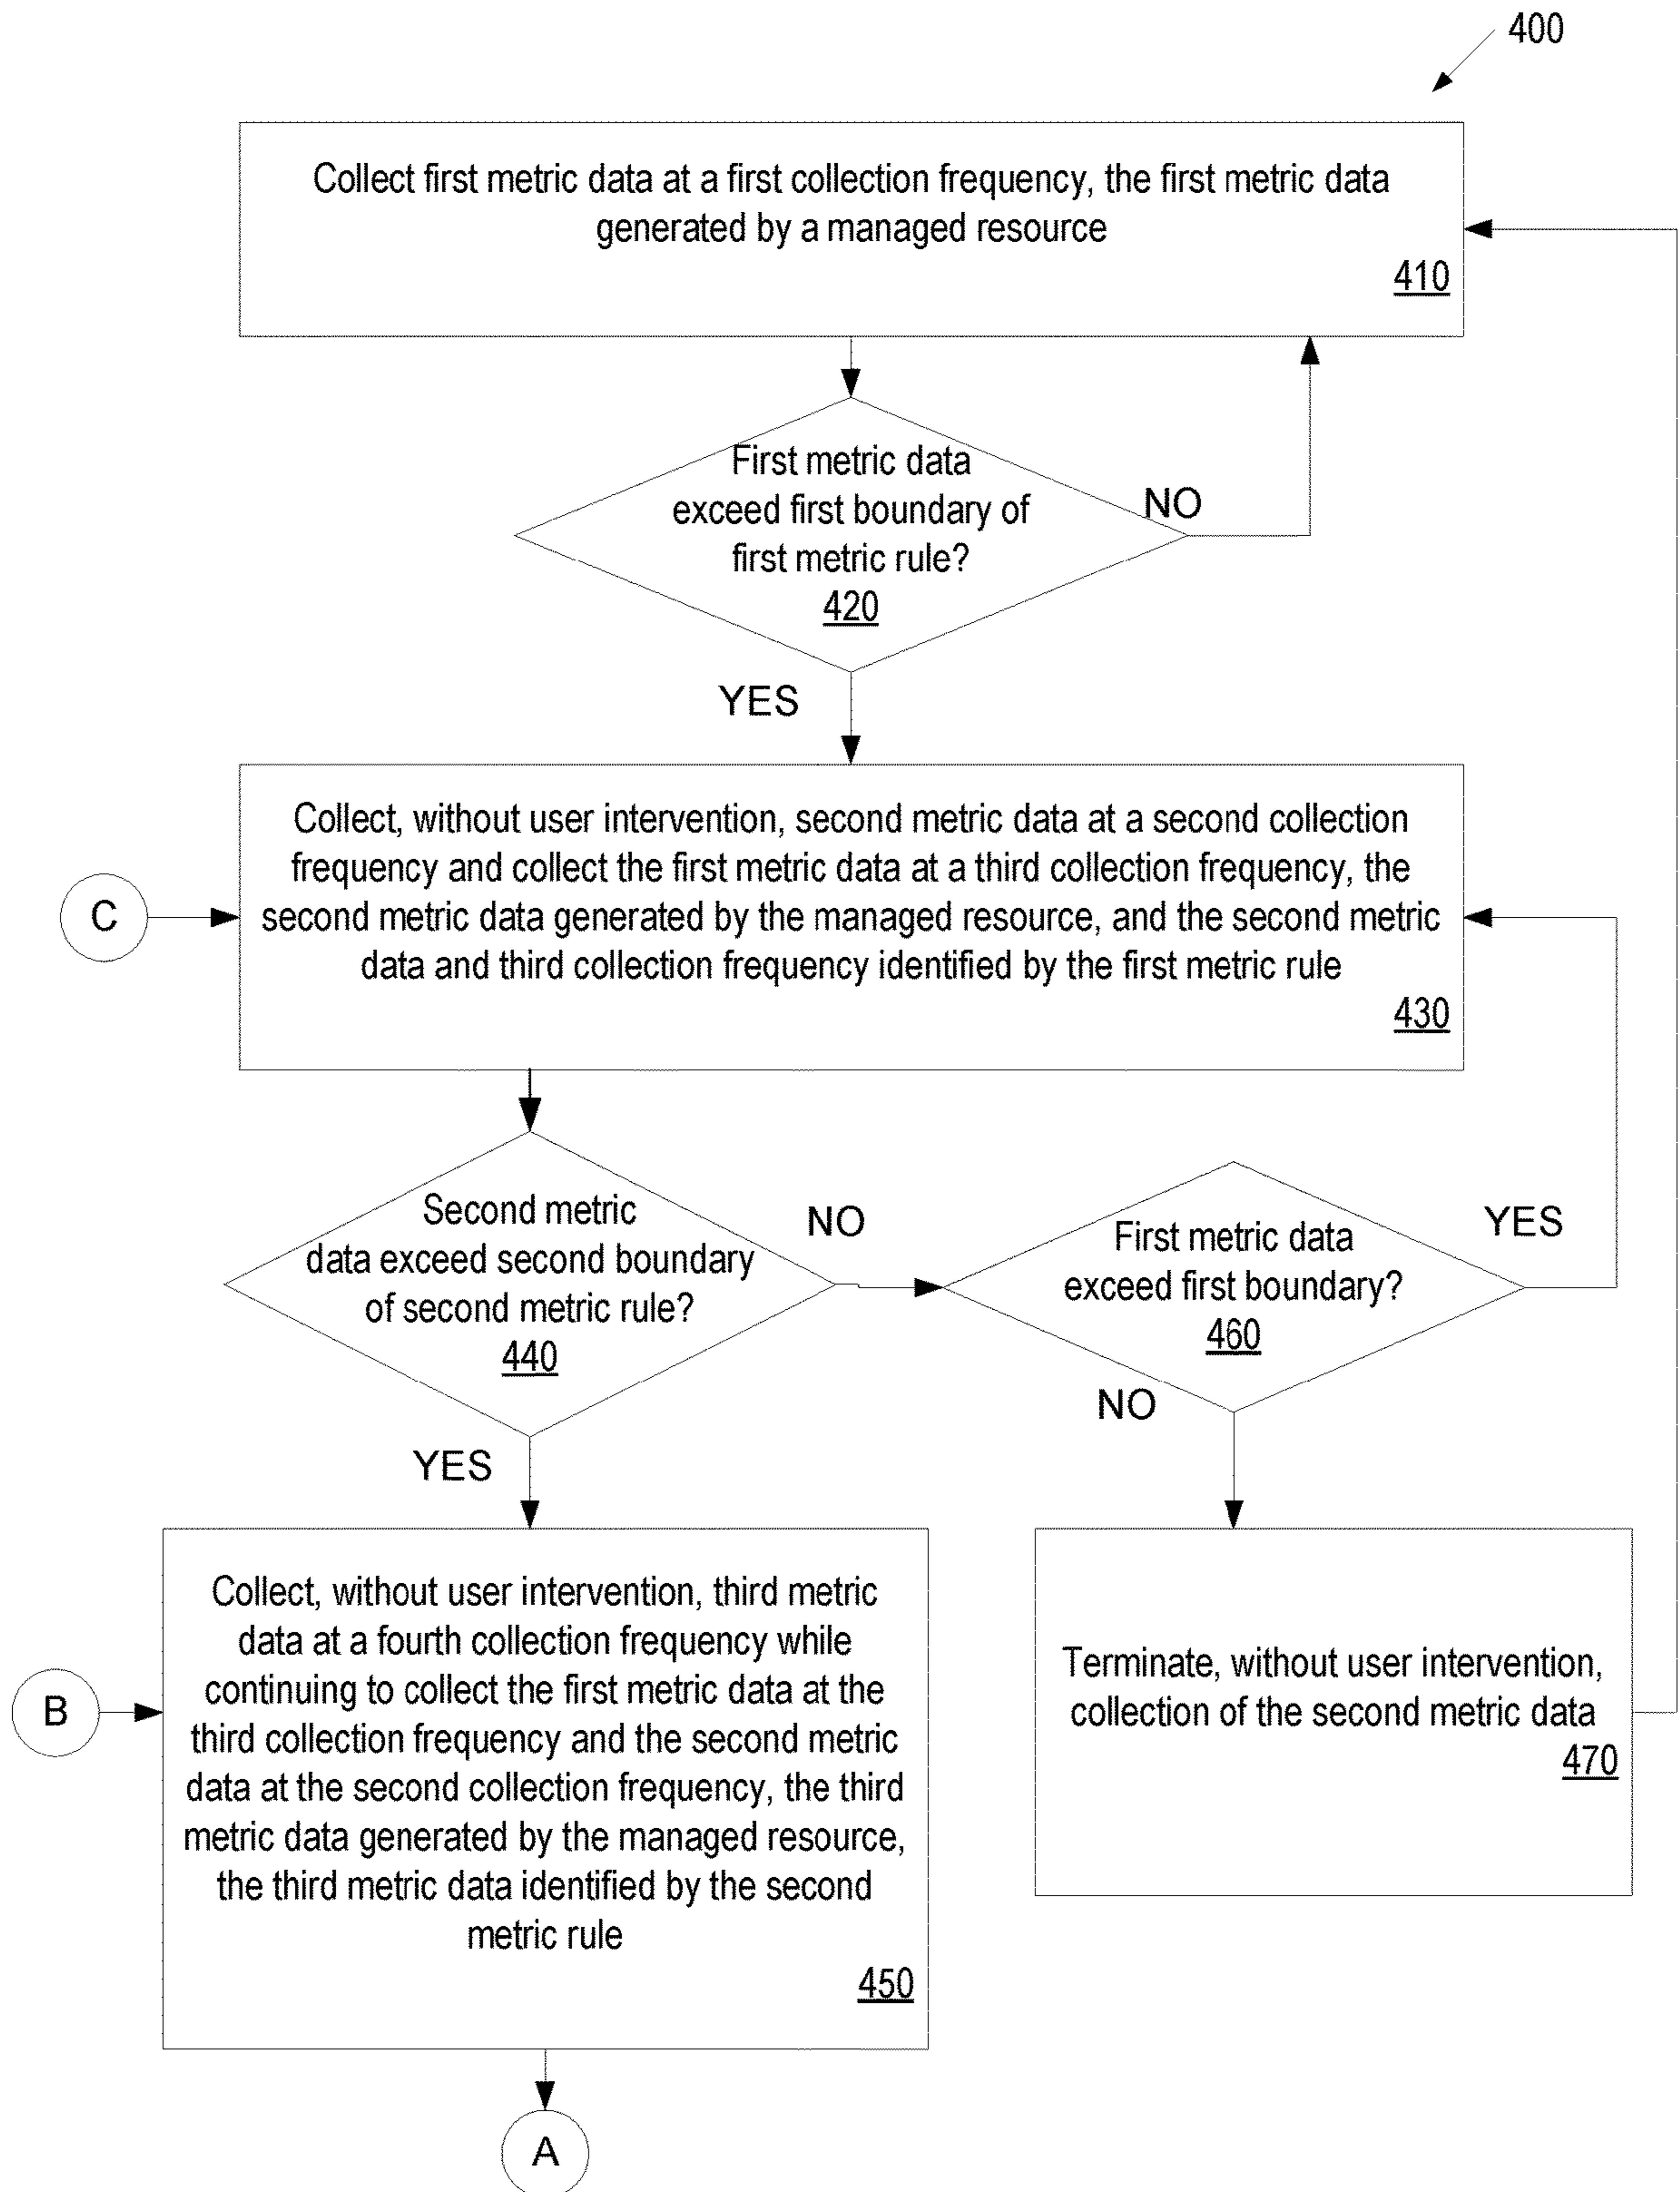 400
Collect first metric data at a first collection frequency, the first metric data
generated by a managed resource
410
First metric data
exceed first boundary of
first metric rule?
420
NO
YES
Collect, without user intervention, second metric data at a second collection
frequency and collect the first metric data at a third collection frequency, the
second metric data generated by the managed resource, and the second metric
data and third collection frequency identified by the first metric rule
430
C
Second metric
data exceed second boundary
of second metric rule?
440
NO
YES
First metric data
exceed first boundary?
460
YES
NO
Collect, without user intervention, third metric
data at a fourth collection frequency while
continuing to collect the first metric data at the
third collection frequency and the second metric
data at the second collection frequency, the third
metric data generated by the managed resource,
the third metric data identified by the second
metric rule
450
B
Terminate, without user intervention,
collection of the second metric data
470
A